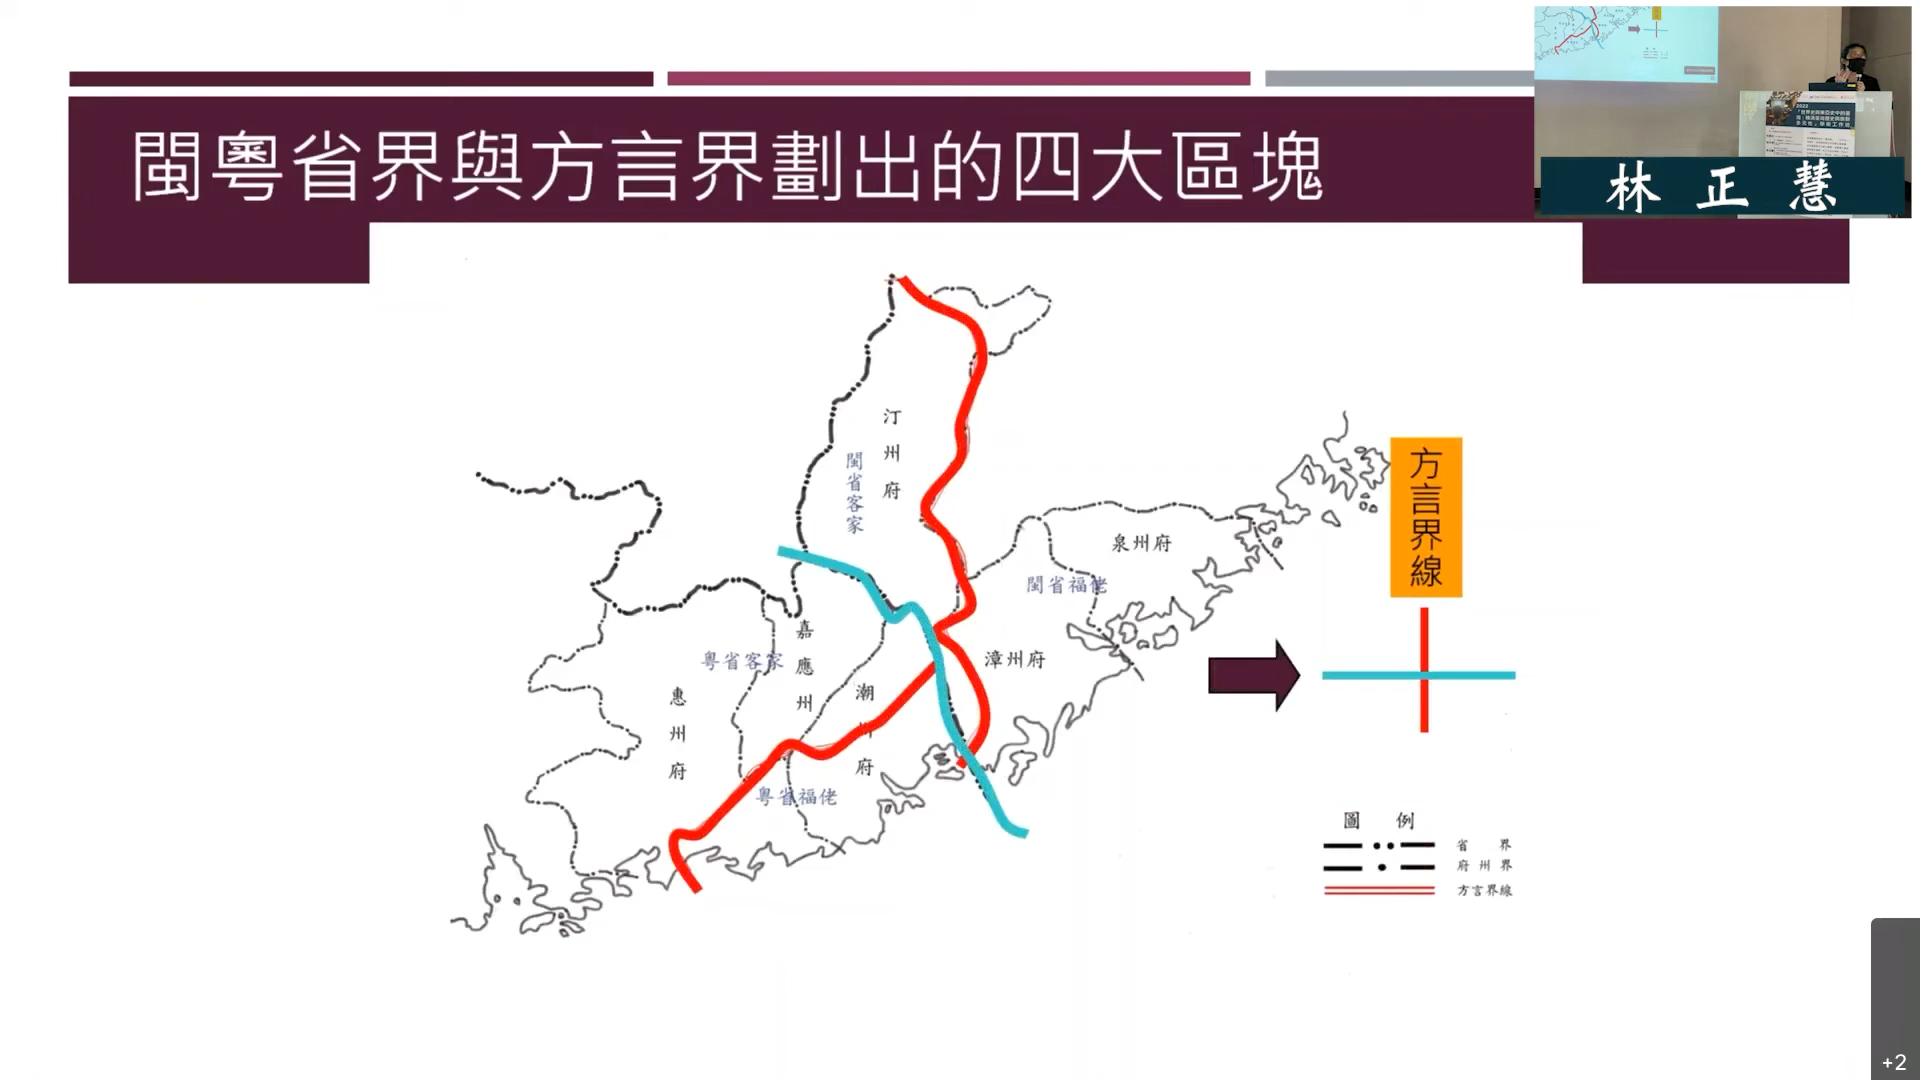 閩粵省界與方言界劃出的四大區塊
林正慧
2022
汀州府
閩省客家
泉州府
閩省福佬
漳州府
嘉應州
粵省客家
惠州府
潮州府
粵省福佬
方言界線
圖例
省界
府州界
方言界線
+2